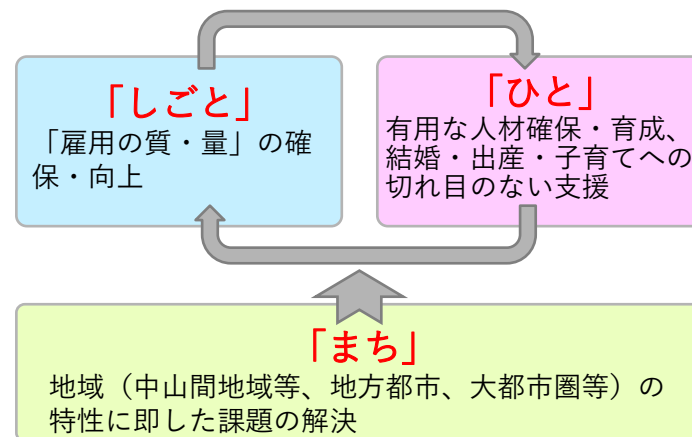 「しごと」
「雇用の質・量」の確
保・向上
「ひと」
有用な人材確保・育成、
結婚・出産・子育てへの
切れ目のない支援
「まち」
地域（中山間地域等、地方都市、大都市圏等）の
特性に即した課題の解決